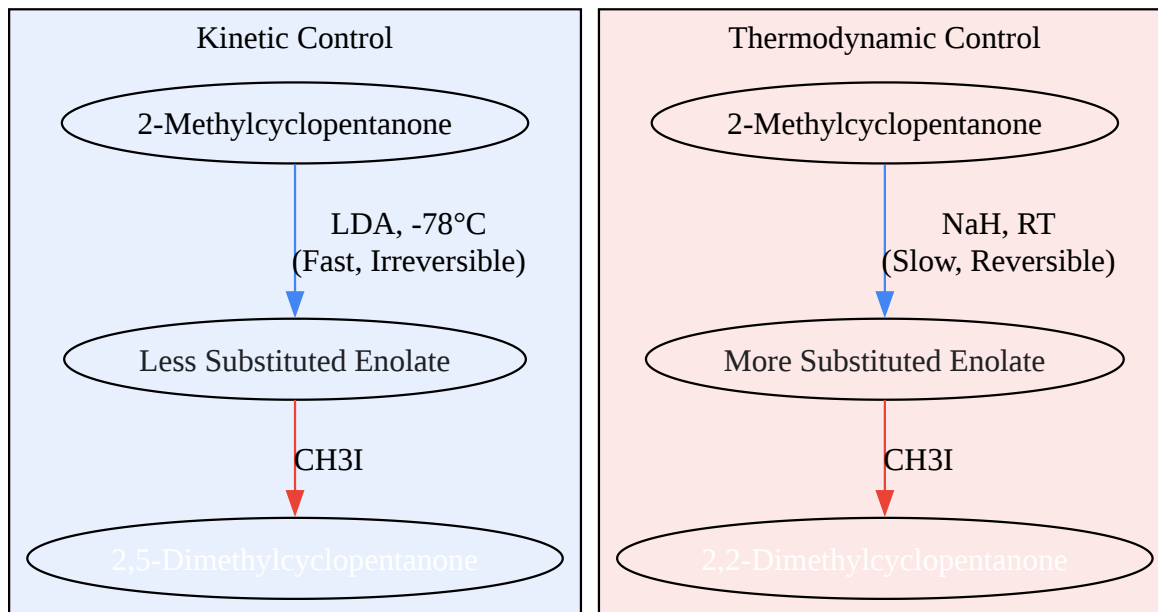 Kinetic Control
2-Methylcyclopentanone
LDA, -78°C
(Fast, Irreversible)
Less Substituted Enolate
CH3I
2,5-Dimethylcyclopentanone
Thermodynamic Control
2-Methylcyclopentanone
NaH, RT
(Slow, Reversible)
More Substituted Enolate
CH3I
2,2-Dimethylcyclopentanone